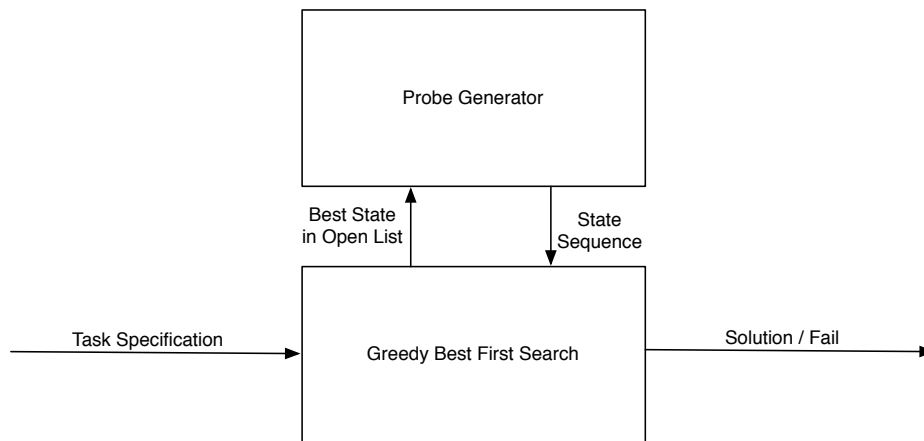 Probe Generator
Best State
in Open List
State
Sequence
Task Specification
Greedy Best First Search
Solution / Fail